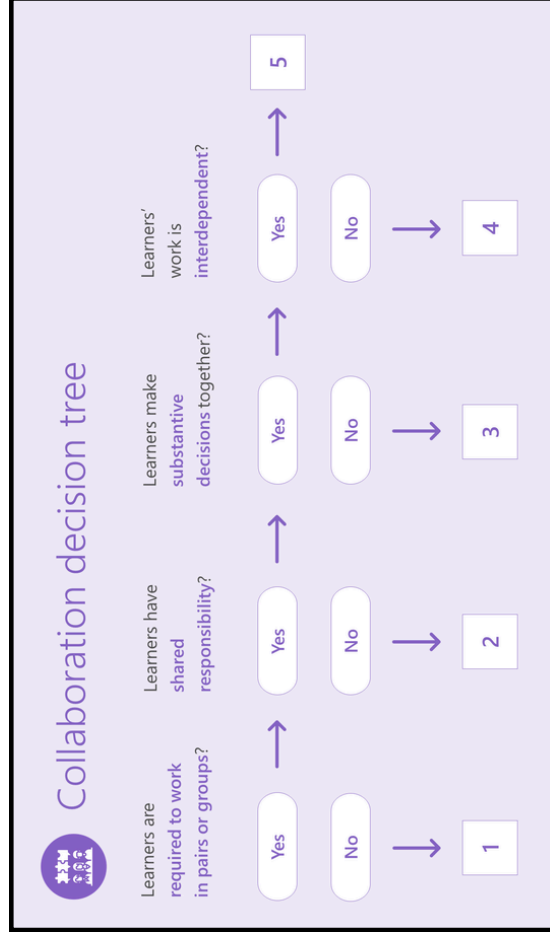 Collaboration decision tree
Learners are
required to work
in pairs or groups?
Learners have
shared
responsibility?
Learners make
substantive
decisions together?
Learners’
work is
interdependent?
Yes
Yes
Yes
Yes
5
No
No
No
No
1
2
3
4